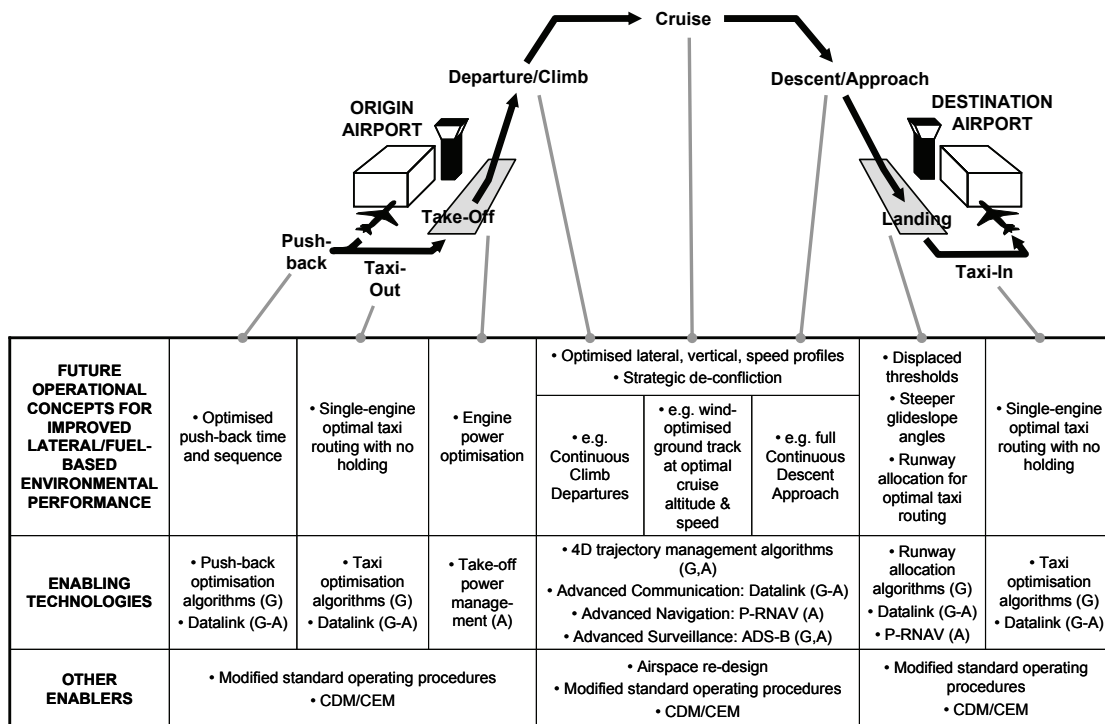 Cruise
Departure/Climb
Descent/Approach
ORIGIN
AIRPORT
DESTINATION
AIRPORT
Take-Off
Landing
Push-
back
Taxi-
Out
Taxi-In
FUTURE
OPERATIONAL
CONCEPTS FOR
IMPROVED
LATERAL/FUEL-
BASED
ENVIRONMENTAL
PERFORMANCE
• Optimised
push-back time
and sequence
• Single-engine
optimal taxi
routing with no
holding
• Engine
power
optimisation
• Optimised lateral, vertical, speed profiles
• Strategic de-confliction
• e.g.
Continuous
Climb
Departures
• e.g. wind-
optimised
ground track
at optimal
cruise
altitude &
speed
• e.g. full
Continuous
Descent
Approach
• Displaced
thresholds
• Steeper
glideslope
angles
• Runway
allocation for
optimal taxi
routing
• Single-engine
optimal taxi
routing with no
holding
ENABLING
TECHNOLOGIES
• Push-back
optimisation
algorithms (G)
• Datalink (G-A)
• Taxi
optimisation
algorithms (G)
• Datalink (G-A)
• Take-off
power
manage-
ment (A)
• 4D trajectory management algorithms
(G,A)
• Advanced Communication: Datalink (G-A)
• Advanced Navigation: P-RNAV (A)
• Advanced Surveillance: ADS-B (G,A)
• Runway
allocation
algorithms (G)
• Datalink (G-A)
• P-RNAV (A)
• Taxi
optimisation
algorithms (G)
• Datalink (G-A)
OTHER
ENABLERS
• Modified standard operating procedures
• CDM/CEM
• Airspace re-design
• Modified standard operating procedures
• CDM/CEM
• Modified standard operating
procedures
• CDM/CEM